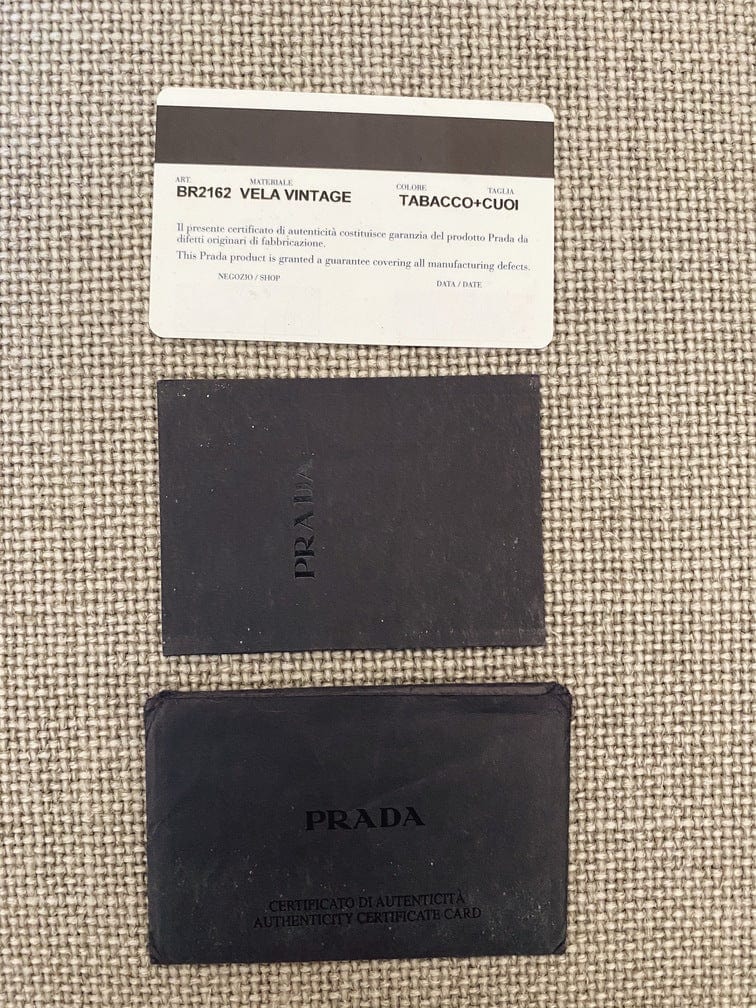 ART. MATERIALE COLORE TAGLIA
BR2162 VELA VINTAGE TABACCO+CUOI
Il presente certificato di autenticità costituisce garanzia del prodotto Prada da
difetti originari di fabbricazione.
This Prada product is granted a guarantee covering all manufacturing defects.
NEGOZIO / SHOP DATA / DATE
PRADA
PRADA
CERTIFICATO DI AUTENTICITÀ
AUTHENTICITY CERTIFICATE CARD